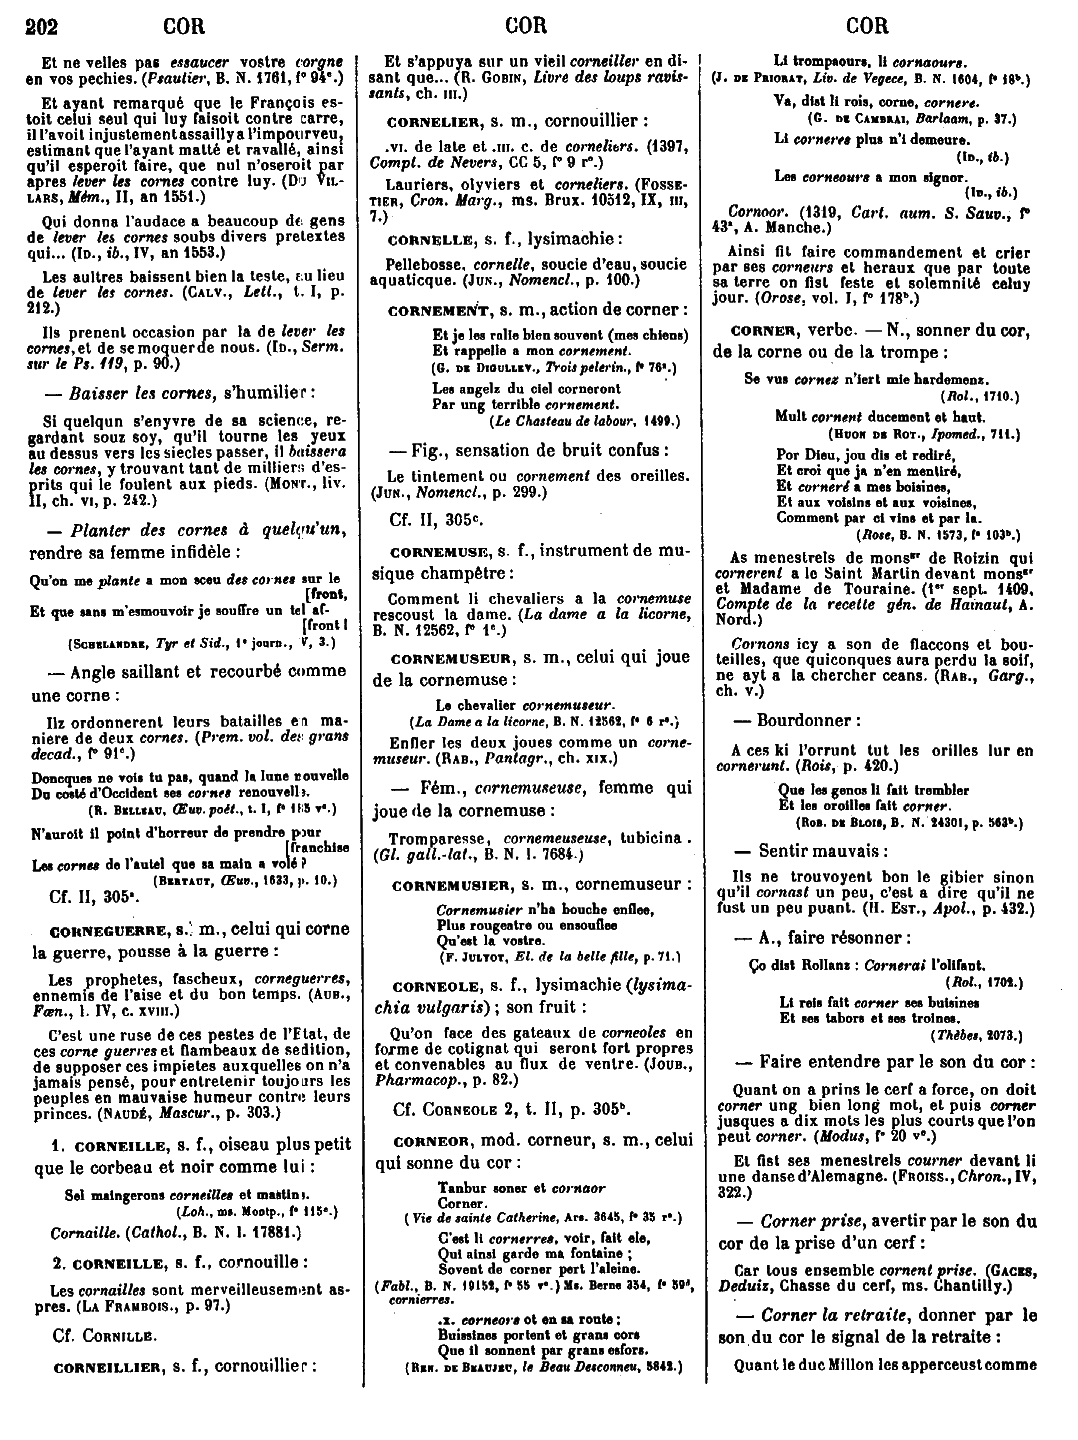 202 COR COR COR
Et ne velles pas essaucer vostre corgne
en vos pechies. (Psautier, B. N. 1761, f° 94ᶜ.)
Et ayant remarqué que le François es-
toit celui seul qui luy faisoit contre carre,
il l'avoit injustement assailly a l'impourveu,
estimant que l'ayant matté et ravallé, ainsi
qu'il esperoit faire, que nul n'oseroit par
apres lever les cornes contre luy. (DU VIL-
LARS, Mém., II, an 1551.)
Qui donna l'audace a beaucoup de gens
de lever les cornes soubs divers pretextes
qui... (ID., ib., IV, an 1553.)
Les aultres baissent bien la teste, eu lieu
de lever les cornes. (CALV., Lett., t. I, p.
212.)
Ils prenent occasion par la de lever les
cornes, et de se moquer de nous. (ID., Serm.
sur le Ps. 119, p. 90.)
— Baisser les cornes, s'humilier :
Si quelqun s'enyvre de sa science, re-
gardant souz soy, qu'il tourne les yeux
au dessus vers les siecles passer, il baissera
les cornes, y trouvant tant de milliers d'es-
prits qui le foulent aux pieds. (MONT., liv.
II, ch. VI, p. 242.)
— Planter des cornes à quelqu'un,
rendre sa femme infidèle :
Qu'on me plante a mon sceu des cornes sur le
[front,
Et que sans m'esmouvoir je souffre un tel af-
[front !
(SCHELANDRE, Tyr et Sid., 1ᵉ journ., V, 3.)
— Angle saillant et recourbé comme
une corne :
Ilz ordonnerent leurs batailles en ma-
niere de deux cornes. (Prem. vol. des grans
decad., f° 91ᶜ.)
Doncques ne vois tu pas, quand la lune nouvelle
Du costé d'Occident ses cornes renouvelle.
(R. BELLEAU, Œuv. poét., t. I, f° 115 v°.)
N'auroit il point d'horreur de prendre pour
[franchise
Les cornes de l'autel que sa main a volé ?
(BERTAUT, Œuv., 1633, p. 10.)
Cf. II, 305ᵃ.
CORNEGUERRE, s. m., celui qui corne
la guerre, pousse à la guerre :
Les prophetes, fascheux, corneguerres,
ennemis de l'aise et du bon temps. (AUB.,
Fœn., l. IV, c. XVIII.)
C'est une ruse de ces pestes de l'Etat, de
ces corne guerres et flambeaux de sedition,
de supposer ces impietes auxquelles on n'a
jamais pensé, pour entretenir toujours les
peuples en mauvaise humeur contre leurs
princes. (NAUDÉ, Mascur., p. 303.)
1. CORNEILLE, s. f., oiseau plus petit
que le corbeau et noir comme lui :
Sel maingerons corneilles et mastins.
(Loh., ms. Montp., f° 115ᵃ.)
Cornaille. (Cathol., B. N. l. 17881.)
2. CORNEILLE, s. f., cornouille :
Les cornailles sont merveilleusement as-
pres. (LA FRAMBOIS., p. 97.)
Cf. CORNILLE.
CORNEILLIER, s. f., cornouillier :
Et s'appuya sur un vieil corneiller en di-
sant que... (R. GOBIN, Livre des loups ravis-
sants, ch. III.)
CORNELIER, s. m., cornouillier :
.VI. de late et .III. c. de corneliers. (1397,
Compt. de Nevers, CC 5, f° 9 r°.)
Lauriers, olyviers et corneliers. (FOSSE-
TIER, Cron. Marg., ms. Brux. 10512, IX, III,
7.)
CORNELLE, s. f., lysimachie :
Pellebosse, cornelle, soucie d'eau, soucie
aquaticque. (JUN., Nomencl., p. 100.)
CORNEMENT, s. m., action de corner :
Et je les ralle bien souvent (mes chiens)
Et rappelle a mon cornement.
(G. DE DIGULLEV., Trois pelerin., f° 76ᵃ.)
Les angelz du ciel corneront
Par ung terrible cornement.
(Le Chasteau de labour, 1499.)
— Fig., sensation de bruit confus :
Le tintement ou cornement des oreilles.
(JUN., Nomencl., p. 299.)
Cf. II, 305ᶜ.
CORNEMUSE, s. f., instrument de mu-
sique champêtre :
Comment li chevaliers a la cornemuse
rescoust la dame. (La dame a la licorne,
B. N. 12562, f° 1ᶜ.)
CORNEMUSEUR, s. m., celui qui joue
de la cornemuse :
Le chevalier cornemuseur.
(La Dame a la licorne, B. N. 12562, f° 6 r°.)
Enfler les deux joues comme un corne-
museur. (RAB., Pantagr., ch. XIX.)
— Fém., cornemuseuse, femme qui
joue de la cornemuse :
Tromparesse, cornemeuseuse, tubicina.
(Gl. gall.-lat., B. N. l. 7684.)
CORNEMUSIER, s. m., cornemuseur :
Cornemusier n'ha bouche enflee,
Plus rougeatre ou ensouflee
Qu'est la vostre.
(F. JULTOT, El. de la belle fille, p. 71.)
CORNEOLE, s. f., lysimachie (lysima-
chia vulgaris) ; son fruit :
Qu'on face des gateaux de corneoles en
forme de cotignat qui seront fort propres
et convenables au flux de ventre. (JOUB.,
Pharmacop., p. 82.)
Cf. CORNEOLE 2, t. II, p. 305ᵇ.
CORNEOR, mod. corneur, s. m., celui
qui sonne du cor :
Tanbur soner et cornaor
Corner.
(Vie de sainte Catherine, Ars. 3645, f° 35 r°.)
C'est li cornerres, voir, fait ele,
Qui ainsi garde ma fontaine ;
Sovent de corner pert l'aleine.
(Fabl., B. N. 19152, f° 55 v°.) Ms. Berne 354, f° 59ᵈ,
cornierres.
.x. corneors ot en sa route ;
Buissines portent et grans cors
Que il sonnent par grans esfors.
(REN. DE BEAUJEU, le Beau Desconneu, 5842.)
Li trompaours, li cornaours.
(J. DE PRIORAT, Liv. de Vegece, B. N. 1604, f° 18ᵇ.)
Va, dist li rois, corne, cornere.
(G. DE CAMBRAI, Barlaam, p. 37.)
Li corneres plus n'i demeure.
(ID., ib.)
Les corneours a mon signor.
(ID., ib.)
Cornoor. (1319, Cart. aum. S. Sauv., f°
43ᵃ, A. Manche.)
Ainsi fit faire commandement et crier
par ses corneurs et heraux que par toute
sa terre on fist feste et solemnité celuy
jour. (Orose, vol. I, f° 178ᵇ.)
CORNER, verbe. — N., sonner du cor,
de la corne ou de la trompe :
Se vus cornez n'iert mie hardemenz.
(Rol., 1710.)
Mult cornent ducement et haut.
(HUON DE ROT., Ipomed., 711.)
Por Dieu, jou dis et rediré,
Et croi que ja n'en mentiré,
Et corneré a mes boisines,
Et aux voisins et aux voisines,
Comment par ci vins et par la.
(Rose, B. N. 1573, f° 103ᵇ.)
As menestrels de monsᵉʳ de Roizin qui
cornerent a le Saint Martin devant monsᵉʳ
et Madame de Touraine. (1ᵉʳ sept. 1409,
Compte de la recette gén. de Hainaut, A.
Nord.)
Cornons icy a son de flaccons et bou-
teilles, que quiconques aura perdu la soif,
ne ayt a la chercher ceans. (RAB., Garg.,
ch. V.)
— Bourdonner :
A ces ki l'orrunt tut les orilles lur en
cornerunt. (Rois, p. 420.)
Que les genos li fait trembler
Et les oroilles fait corner.
(ROB. DE BLOIS, B. N. 24301, p. 563ᵇ.)
— Sentir mauvais :
Ils ne trouvoyent bon le gibier sinon
qu'il cornast un peu, c'est a dire qu'il ne
fust un peu puant. (H. EST., Apol., p. 432.)
— A., faire résonner :
Ço dist Rollanz : Cornerai l'olifant.
(Rol., 1702.)
Li reis fait corner ses buisines
Et ses tabors et ses troines.
(Thèbes, 2073.)
— Faire entendre par le son du cor :
Quant on a prins le cerf a force, on doit
corner ung bien long mot, et puis corner
jusques a dix mots les plus courts que l'on
peut corner. (Modus, f° 20 v°.)
Et fist ses menestrels courner devant li
une danse d'Alemagne. (FROISS., Chron., IV,
322.)
— Corner prise, avertir par le son du
cor de la prise d'un cerf :
Car tous ensemble cornent prise. (GACES,
Deduiz, Chasse du cerf, ms. Chantilly.)
— Corner la retraite, donner par le
son du cor le signal de la retraite :
Quant le duc Millon les apperceust comme